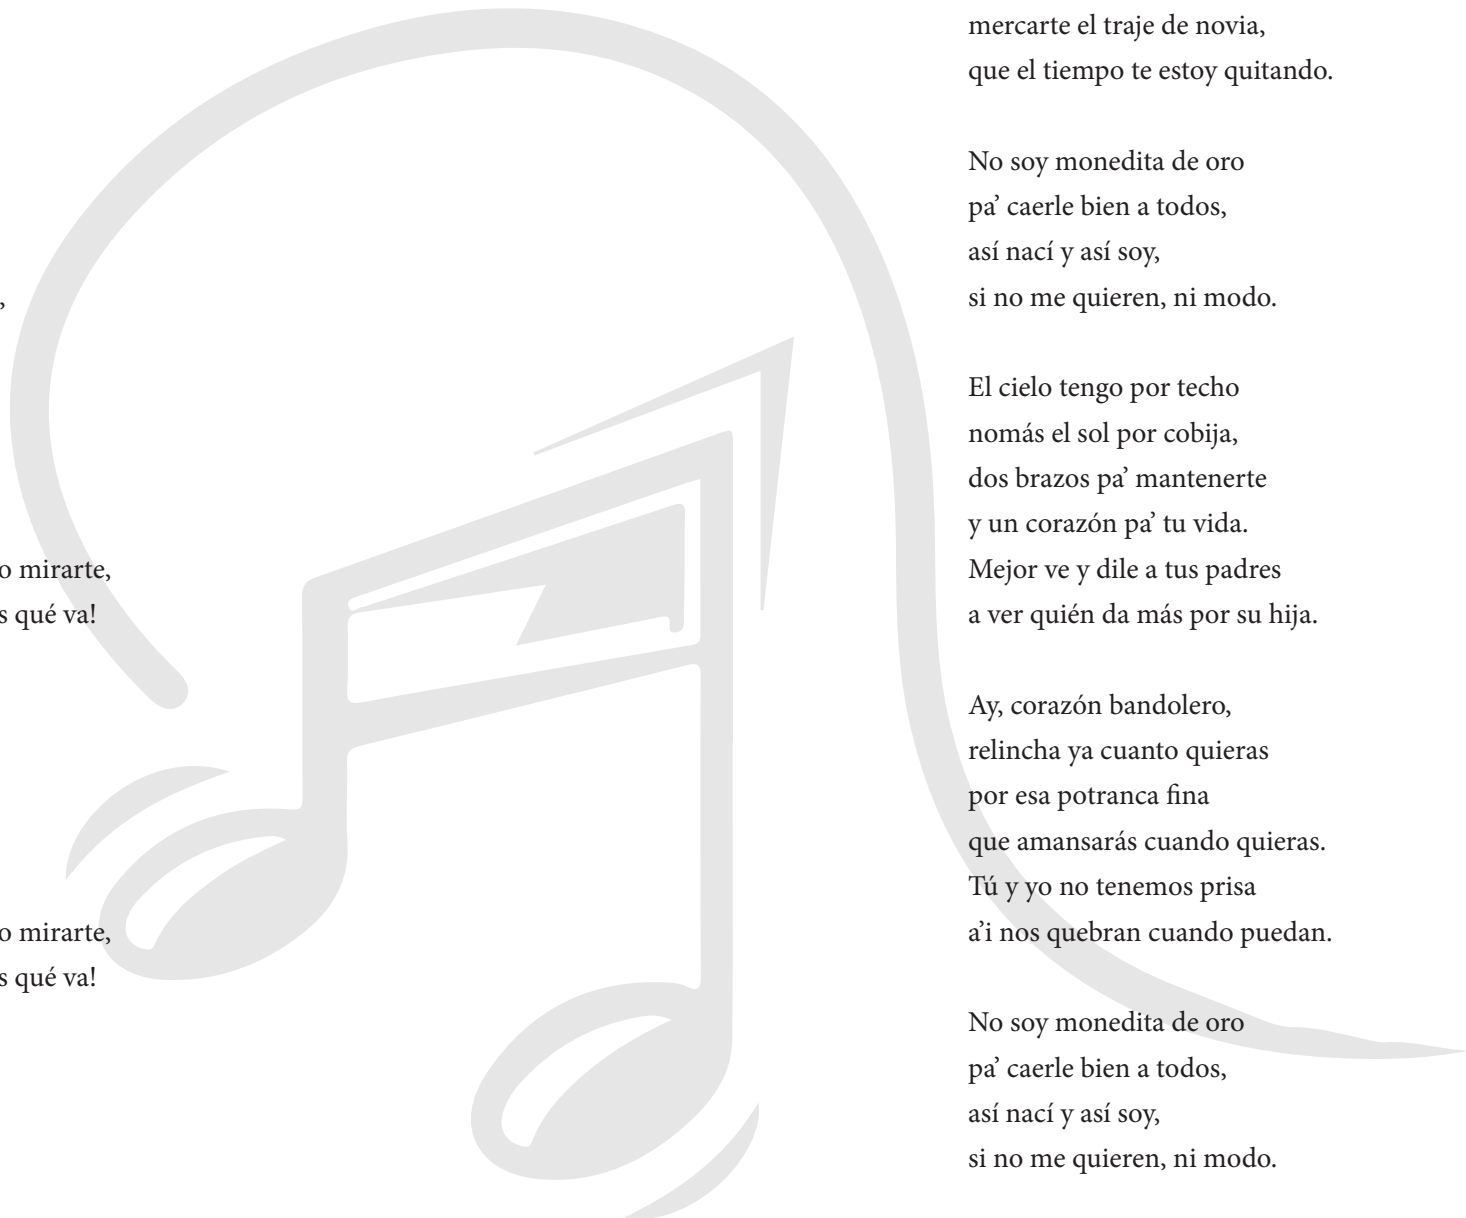 ,
o mirarte,
s qué va!
o mirarte,
s qué va!
mercarte el traje de novia,
que el tiempo te estoy quitando.
No soy monedita de oro
pa’ caerle bien a todos,
así nací y así soy,
si no me quieren, ni modo.
El cielo tengo por techo
nomás el sol por cobija,
dos brazos pa’ mantenerte
y un corazón pa’ tu vida.
Mejor ve y dile a tus padres
a ver quién da más por su hija.
Ay, corazón bandolero,
relincha ya cuanto quieras
por esa potranca fina
que amansarás cuando quieras.
Tú y yo no tenemos prisa
a’i nos quebran cuando puedan.
No soy monedita de oro
pa’ caerle bien a todos,
así nací y así soy,
si no me quieren, ni modo.